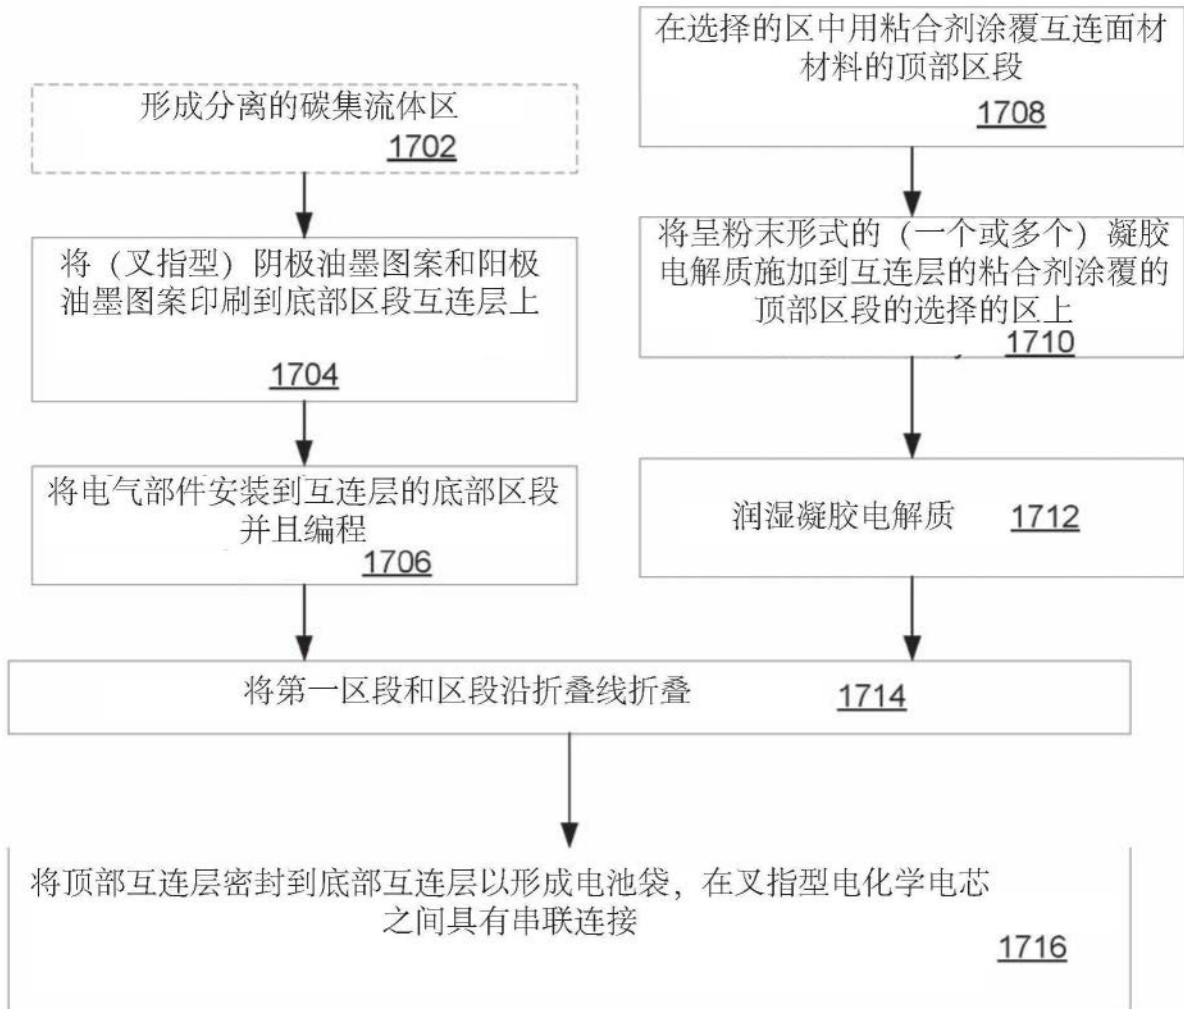 形成分离的碳集流体区
1702
将（叉指型）阴极油墨图案和阳极
油墨图案印刷到底部区段互连层上
1704
将电气部件安装到互连层的底部区段
并且编程
1706
在选择的区中用粘合剂涂覆互连面材
材料的顶部区段
1708
将呈粉末形式的（一个或多个）凝胶
电解质施加到互连层的粘合剂涂覆的
顶部区段的选择的区上
1710
润湿凝胶电解质 1712
将第一区段和区段沿折叠线折叠 1714
将顶部互连层密封到底部互连层以形成电池袋，在叉指型电化学电芯
之间具有串联连接
1716